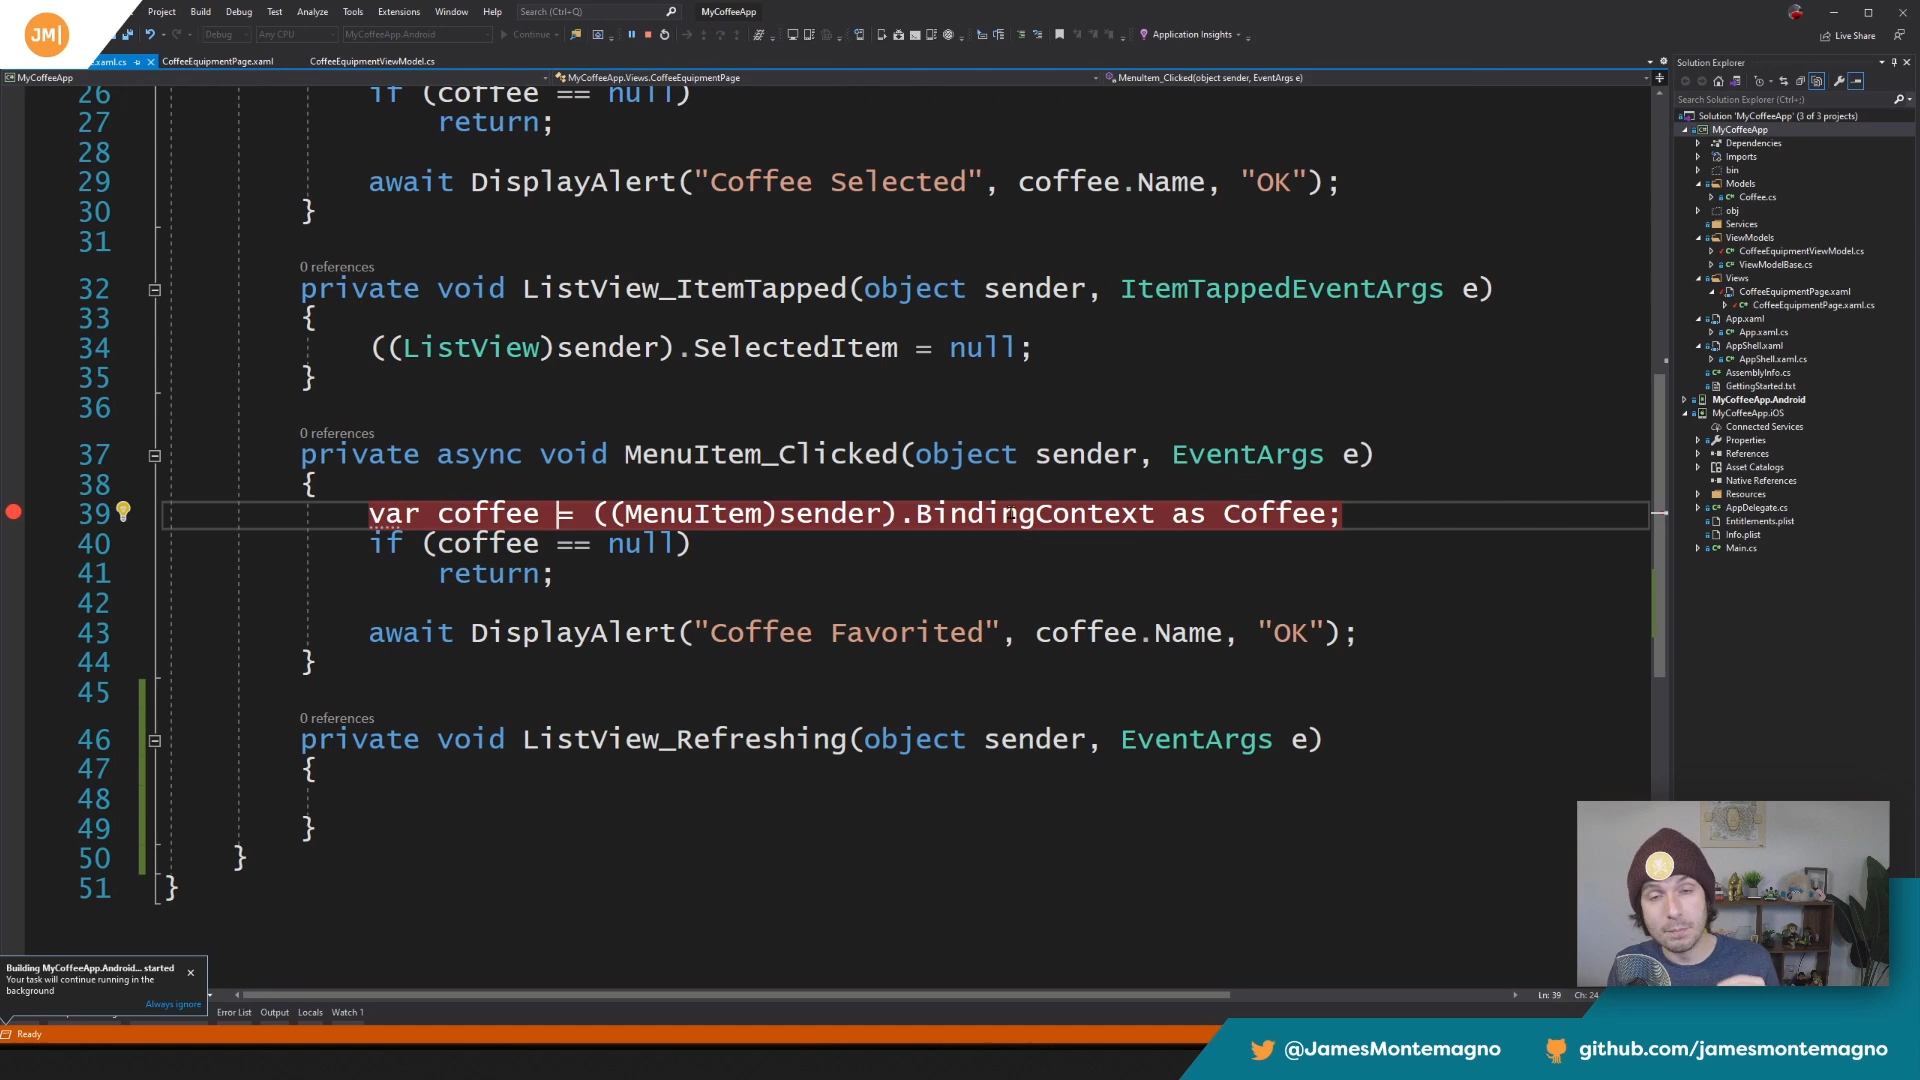 JM|
Project Build Debug Test Analyze Tools Extensions Window Help Search (Ctrl+Q) MyCoffeeApp
Debug Any CPU MyCoffeeApp.Android Continue Application Insights Live Share
.xaml.cs CoffeeEquipmentPage.xaml CoffeeEquipmentViewModel.cs
MyCoffeeApp MyCoffeeApp.Views.CoffeeEquipmentPage MenuItem_Clicked(object sender, EventArgs e)
26 if (coffee == null)
27 return;
28
29 await DisplayAlert("Coffee Selected", coffee.Name, "OK");
30 }
31
0 references
32 private void ListView_ItemTapped(object sender, ItemTappedEventArgs e)
33 {
34 ((ListView)sender).SelectedItem = null;
35 }
36
0 references
37 private async void MenuItem_Clicked(object sender, EventArgs e)
38 {
39 var coffee = ((MenuItem)sender).BindingContext as Coffee;
40 if (coffee == null)
41 return;
42
43 await DisplayAlert("Coffee Favorited", coffee.Name, "OK");
44 }
45
0 references
46 private void ListView_Refreshing(object sender, EventArgs e)
47 {
48
49 }
50 }
51 }
Solution Explorer
Search Solution Explorer (Ctrl+;)
Solution 'MyCoffeeApp' (3 of 3 projects)
MyCoffeeApp
Dependencies
Imports
bin
Models
Coffee.cs
obj
Services
ViewModels
CoffeeEquipmentViewModel.cs
ViewModelBase.cs
Views
CoffeeEquipmentPage.xaml
CoffeeEquipmentPage.xaml.cs
App.xaml
App.xaml.cs
AppShell.xaml
AppShell.xaml.cs
AssemblyInfo.cs
GettingStarted.txt
MyCoffeeApp.Android
MyCoffeeApp.iOS
Connected Services
Properties
References
Asset Catalogs
Native References
Resources
AppDelegate.cs
Entitlements.plist
Info.plist
Main.cs
Building MyCoffeeApp.Android... started
Your task will continue running in the
background
Always ignore
Ln: 39 Ch: 24
Error List Output Locals Watch 1
Ready
@JamesMontemagno github.com/jamesmontemagno